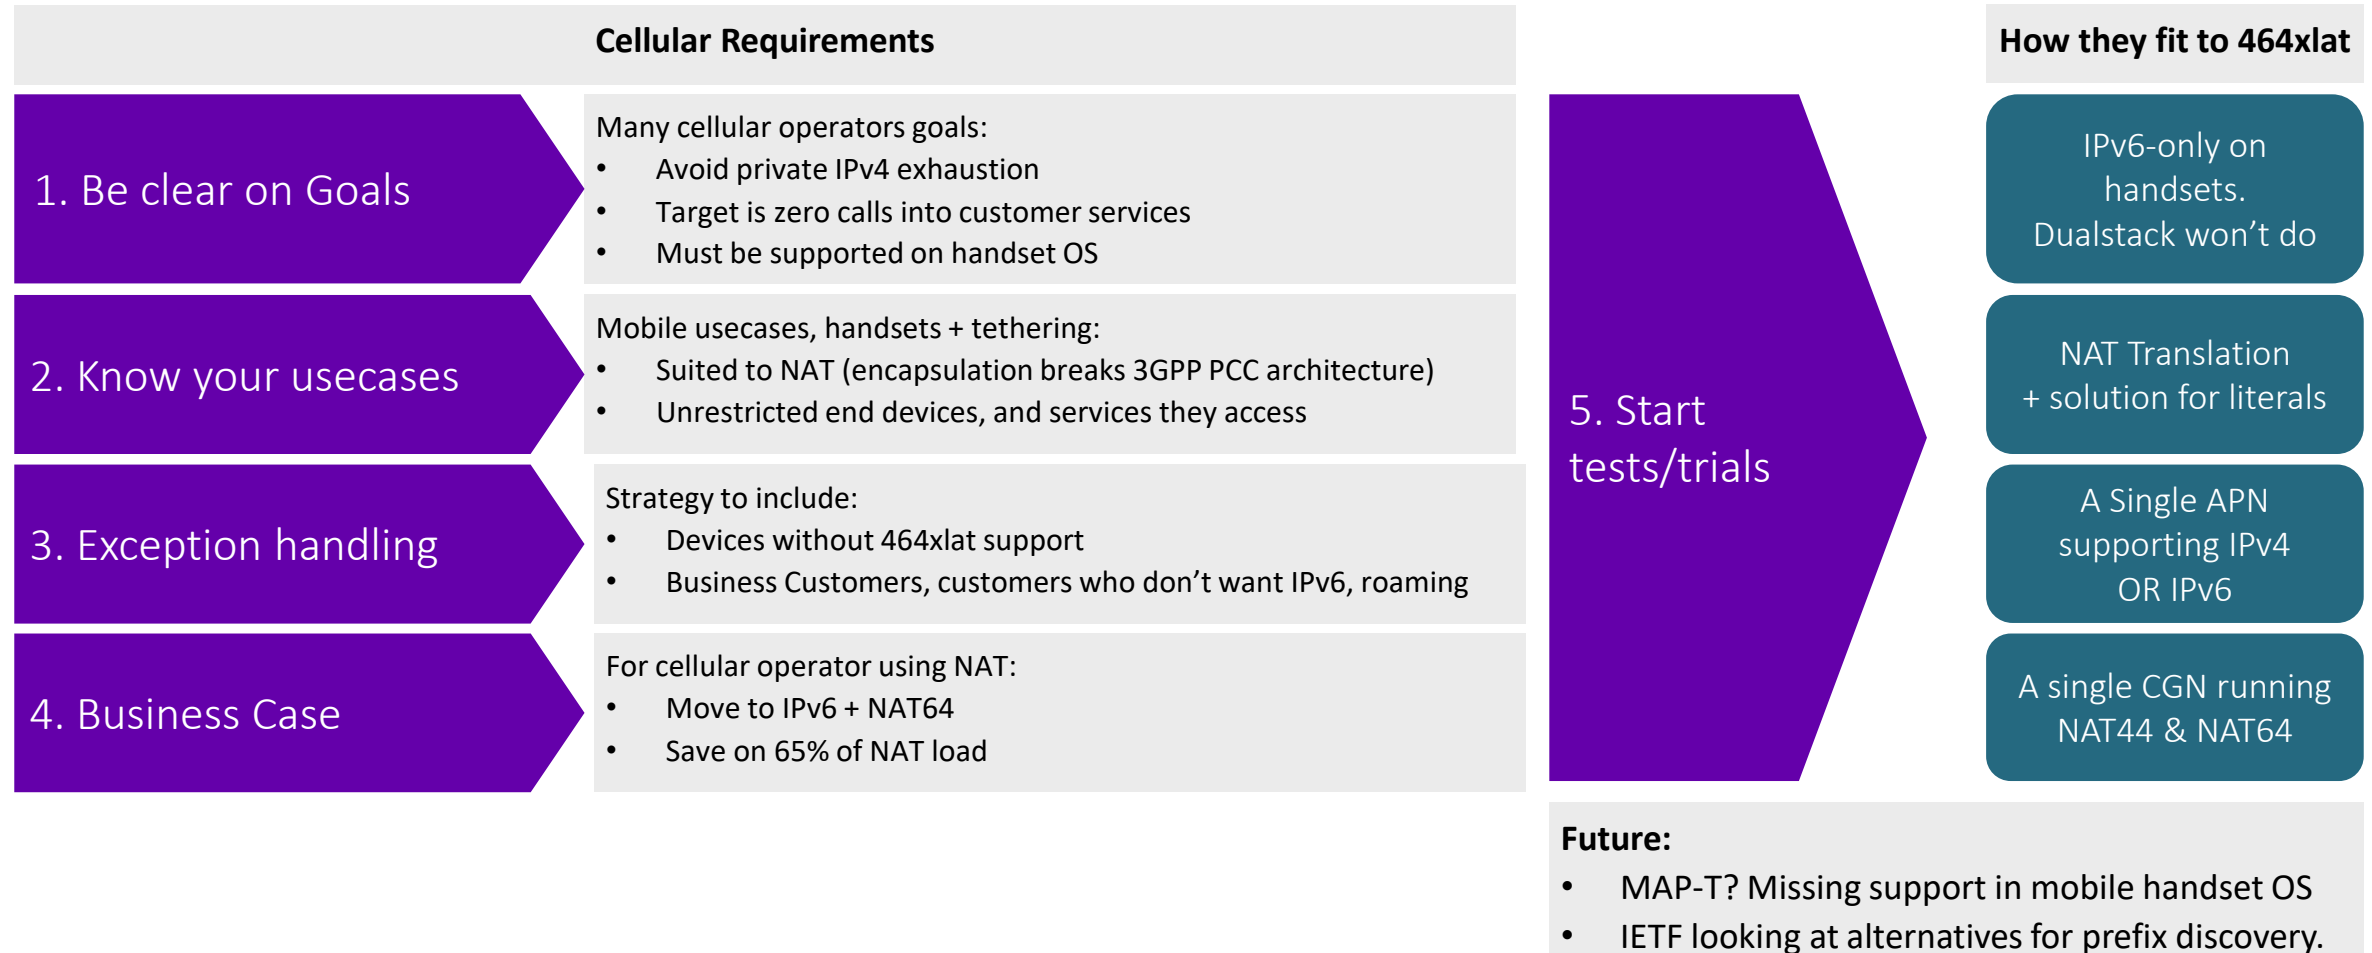 Cellular Requirements
How they fit to 464xlat
1. Be clear on Goals
Many cellular operators goals:
• Avoid private IPv4 exhaustion
• Target is zero calls into customer services
• Must be supported on handset OS
IPv6-only on
handsets.
Dualstack won’t do
2. Know your usecases
Mobile usecases, handsets + tethering:
• Suited to NAT (encapsulation breaks 3GPP PCC architecture)
• Unrestricted end devices, and services they access
NAT Translation
+ solution for literals
3. Exception handling
Strategy to include:
• Devices without 464xlat support
• Business Customers, customers who don’t want IPv6, roaming
A Single APN
supporting IPv4
OR IPv6
4. Business Case
For cellular operator using NAT:
• Move to IPv6 + NAT64
• Save on 65% of NAT load
A single CGN running
NAT44 & NAT64
5. Start
tests/trials
Future:
• MAP-T? Missing support in mobile handset OS
• IETF looking at alternatives for prefix discovery.